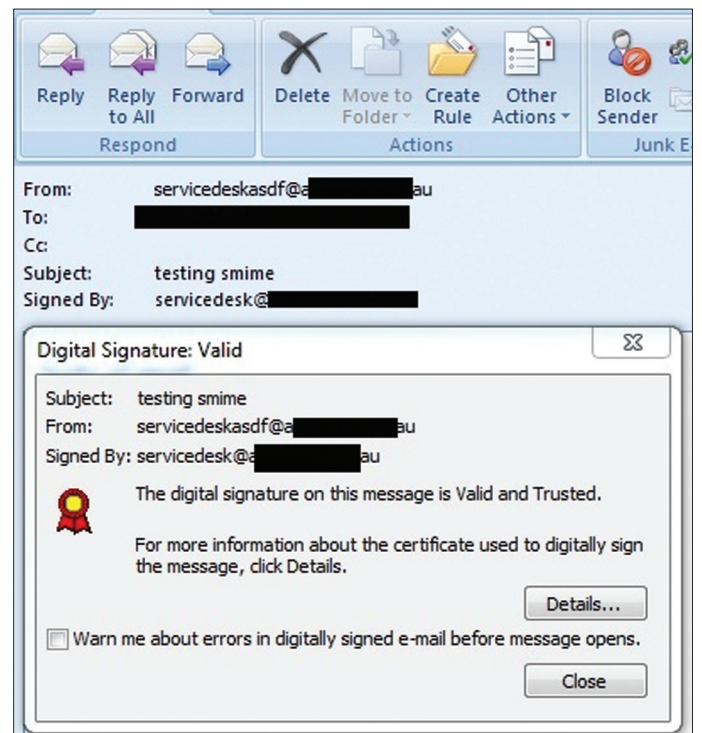 Reply Reply to All Forward Delete Move to Folder Create Rule Other Actions Block Sender
Respond Actions Junk E-
From: servicedeskasdf@a au
To:
Cc:
Subject: testing smime
Signed By: servicedesk@
Digital Signature: Valid
Subject: testing smime
From: servicedeskasdf@a au
Signed By: servicedesk@a au
The digital signature on this message is Valid and Trusted.
For more information about the certificate used to digitally sign
the message, click Details.
Details...
Warn me about errors in digitally signed e-mail before message opens.
Close